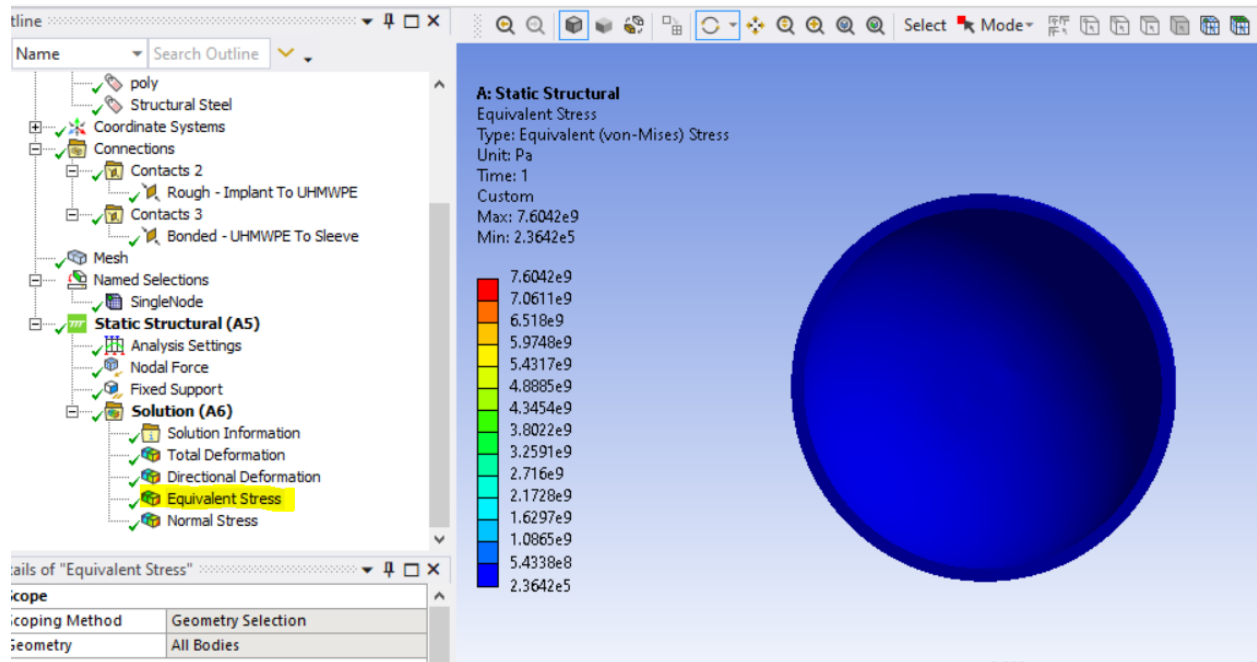 tline
Name
Search Outline
poly
Structural Steel
Coordinate Systems
Connections
Contacts 2
Rough - Implant To UHMWPE
Contacts 3
Bonded - UHMWPE To Sleeve
Mesh
Named Selections
SingleNode
Static Structural (A5)
Analysis Settings
Nodal Force
Fixed Support
Solution (A6)
Solution Information
Total Deformation
Directional Deformation
Equivalent Stress
Normal Stress
tails of "Equivalent Stress"
Scope
Scoping Method Geometry Selection
Geometry All Bodies
Select Mode
A: Static Structural
Equivalent Stress
Type: Equivalent (von-Mises) Stress
Unit: Pa
Time: 1
Custom
Max: 7.6042e9
Min: 2.3642e5
7.6042e9
7.0611e9
6.518e9
5.9748e9
5.4317e9
4.8885e9
4.3454e9
3.8022e9
3.2591e9
2.716e9
2.1728e9
1.6297e9
1.0865e9
5.4338e8
2.3642e5